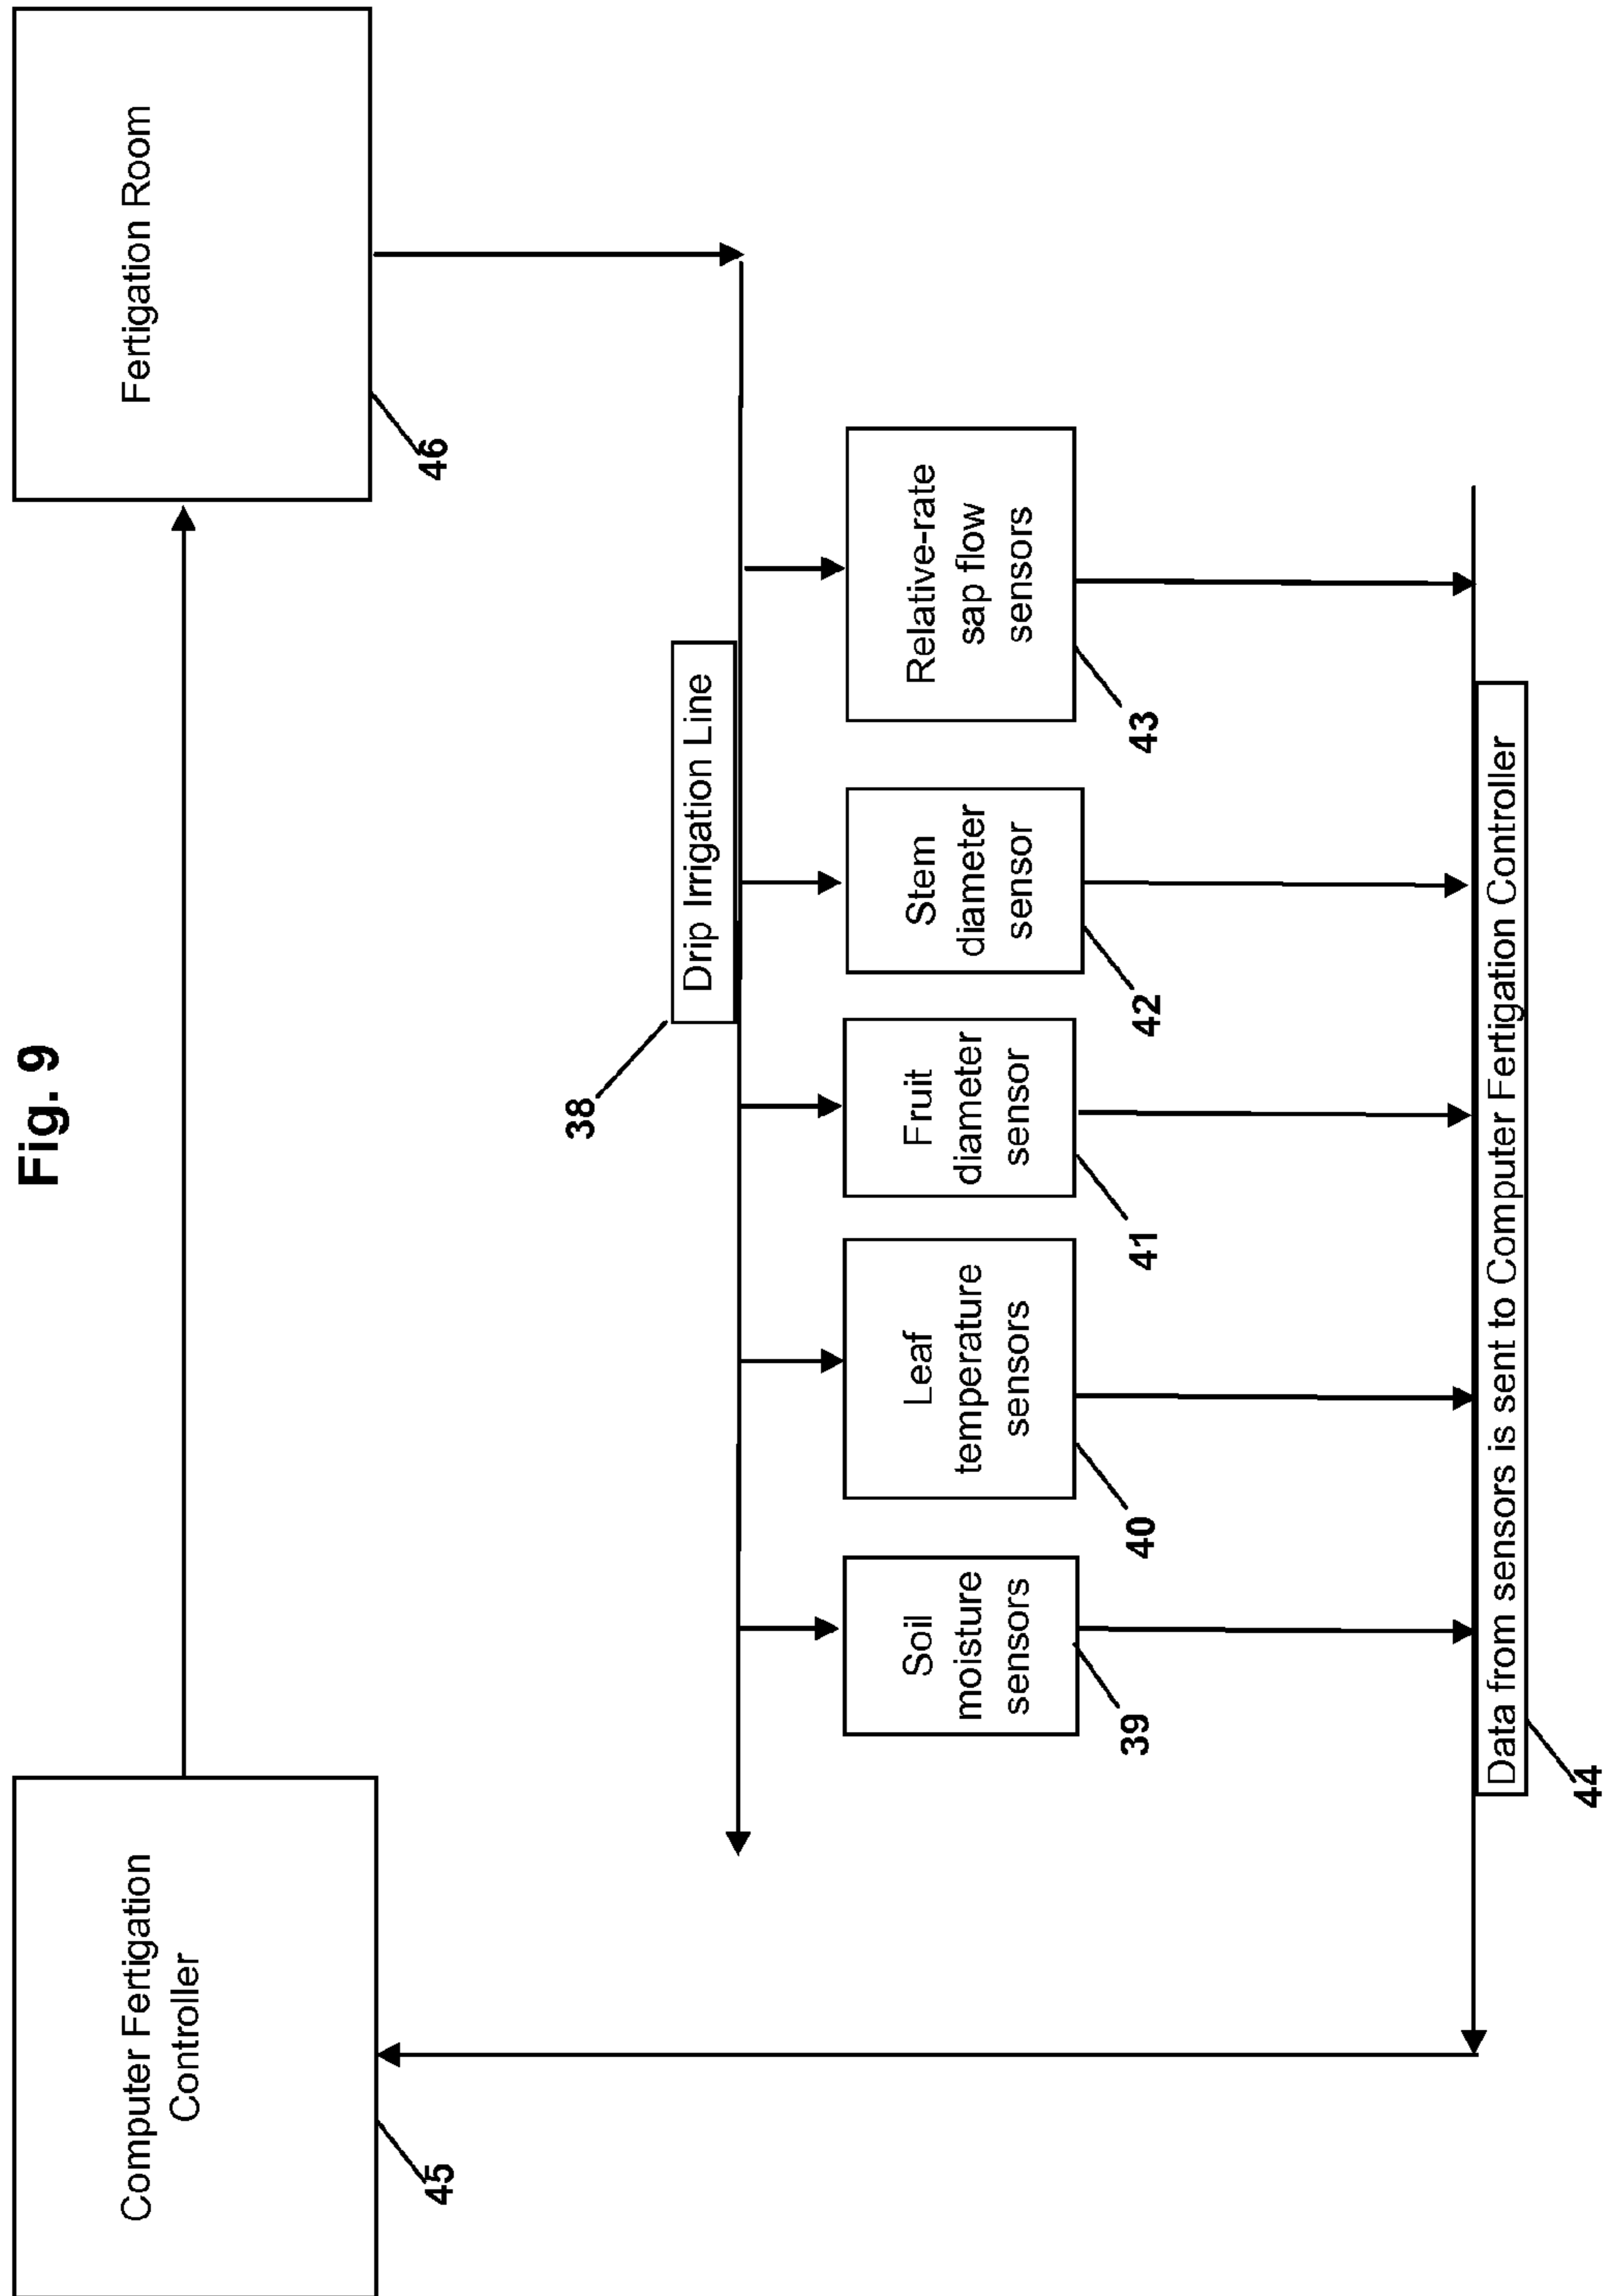 Fig. 9
Computer Fertigation
Controller
45
Fertigation Room
46
38
Drip Irrigation Line
Soil
moisture
sensors
39
Leaf
temperature
sensors
40
Fruit
diameter
sensor
41
Stem
diameter
sensor
42
Relative-rate
sap flow
sensors
43
Data from sensors is sent to Computer Fertigation Controller
44